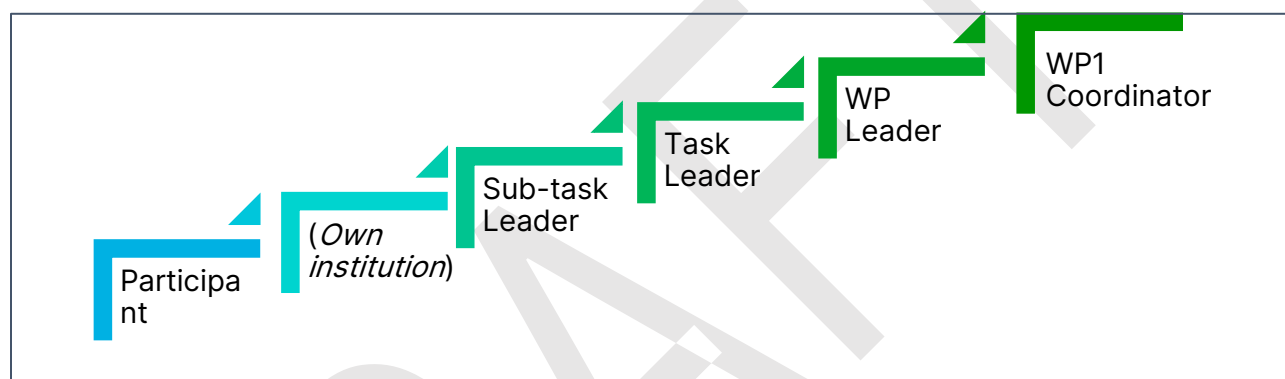 Participa
nt
(Own
institution)
Sub-task
Leader
Task
Leader
WP
Leader
WP1
Coordinator